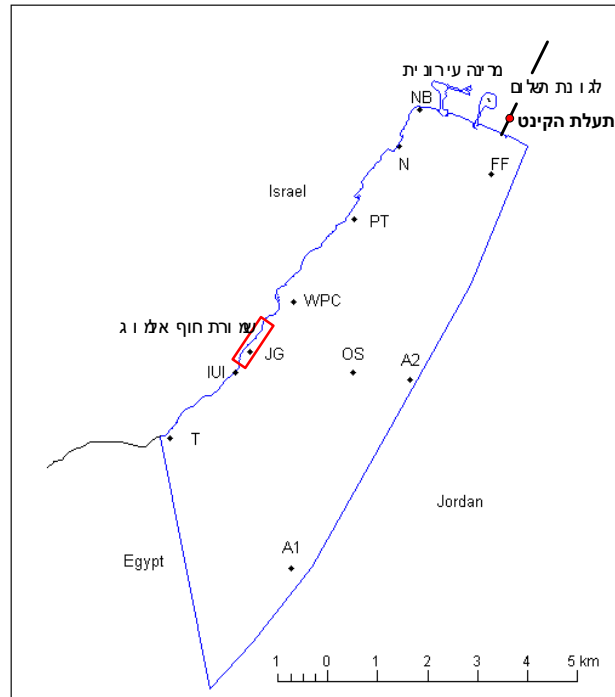 מרינה עירונית
לגונת תשלום
תעלת הקינט
NB
N
FF
Israel
PT
WPC
שמורת חוף אלמוג
JG
IUI
OS
A2
T
Jordan
Egypt
A1
1 0 1 2 3 4 5 km